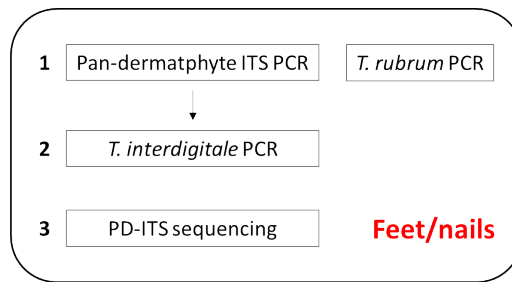 1 Pan-dermatphyte ITS PCR T. rubrum PCR
2 T. interdigitale PCR
3 PD-ITS sequencing Feet/nails